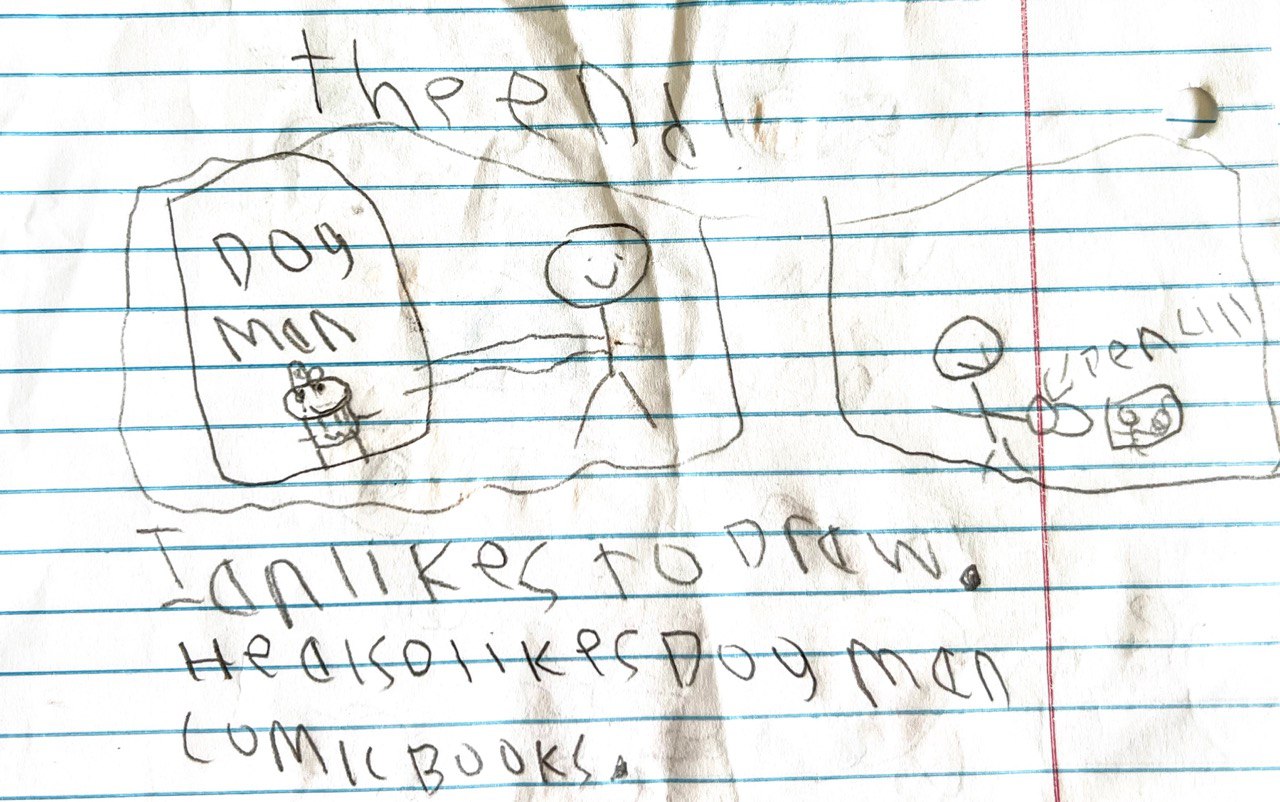 the end!.
DOG
MAN
pencil
Ian likes to Draw.
He also likes Dog Man
comic Books.